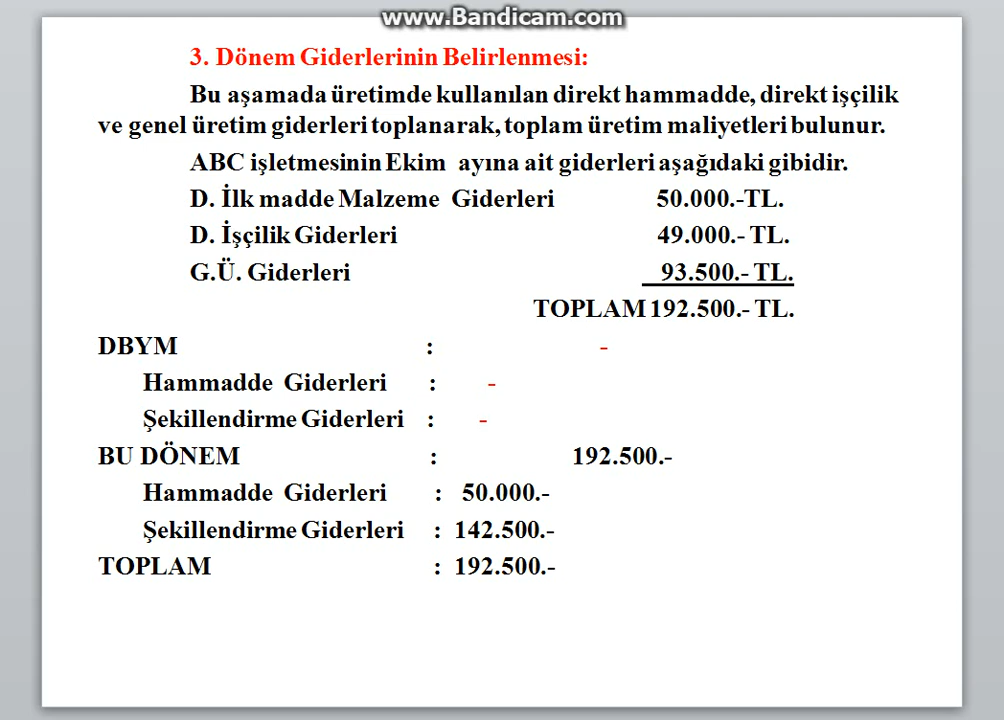 www.Bandicam.com
3. Dönem Giderlerinin Belirlenmesi:
Bu aşamada üretimde kullanılan direkt hammadde, direkt işçilik
ve genel üretim giderleri toplanarak, toplam üretim maliyetleri bulunur.
ABC işletmesinin Ekim ayına ait giderleri aşağıdaki gibidir.
D. İlk madde Malzeme Giderleri 50.000.-TL.
D. İşçilik Giderleri 49.000.- TL.
G.Ü. Giderleri 93.500.- TL.
TOPLAM 192.500.- TL.
DBYM : -
Hammadde Giderleri : -
Şekillendirme Giderleri : -
BU DÖNEM : 192.500.-
Hammadde Giderleri : 50.000.-
Şekillendirme Giderleri : 142.500.-
TOPLAM : 192.500.-